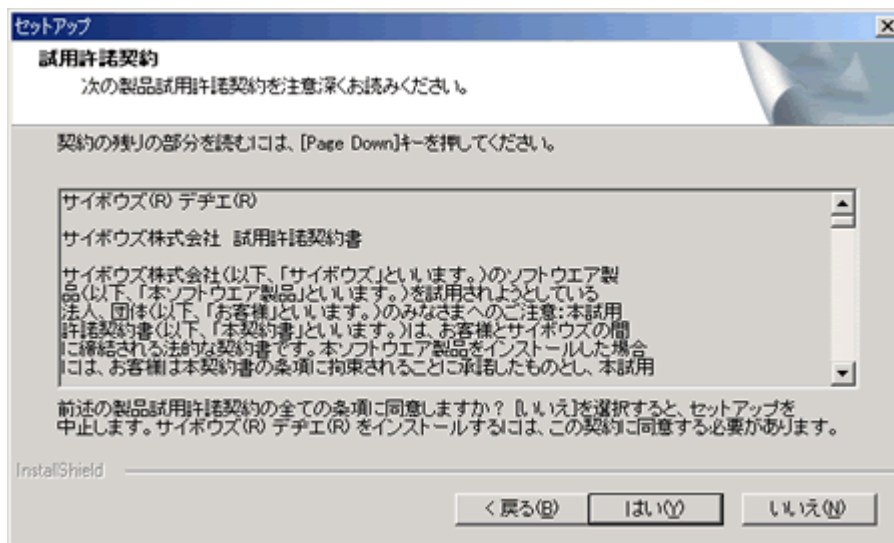 セットアップ
試用許諾契約
次の製品試用許諾契約を注意深くお読みください。
契約の残りの部分を読むには、[Page Down]キーを押してください。
サイボウズ(R) デヂエ(R)
サイボウズ株式会社 試用許諾契約書
サイボウズ株式会社(以下、「サイボウズ」といいます。)のソフトウエア製
品(以下、「本ソフトウエア製品」といいます。)を試用されようとしている
法人、団体(以下、「お客様」といいます。)のみなさまへのご注意:本試用
許諾契約書(以下、「本契約書」といいます。)は、お客様とサイボウズの間
に締結される法的な契約書です。本ソフトウエア製品をインストールした場合
には、お客様は本契約書の条項に拘束されることに承諾したものとし、本試用
前述の製品試用許諾契約の全ての条項に同意しますか? [いいえ]を選択すると、セットアップを
中止します。サイボウズ(R) デヂエ(R) をインストールするには、この契約に同意する必要があります。
InstallShield
< 戻る(B) はい(Y) いいえ(N)